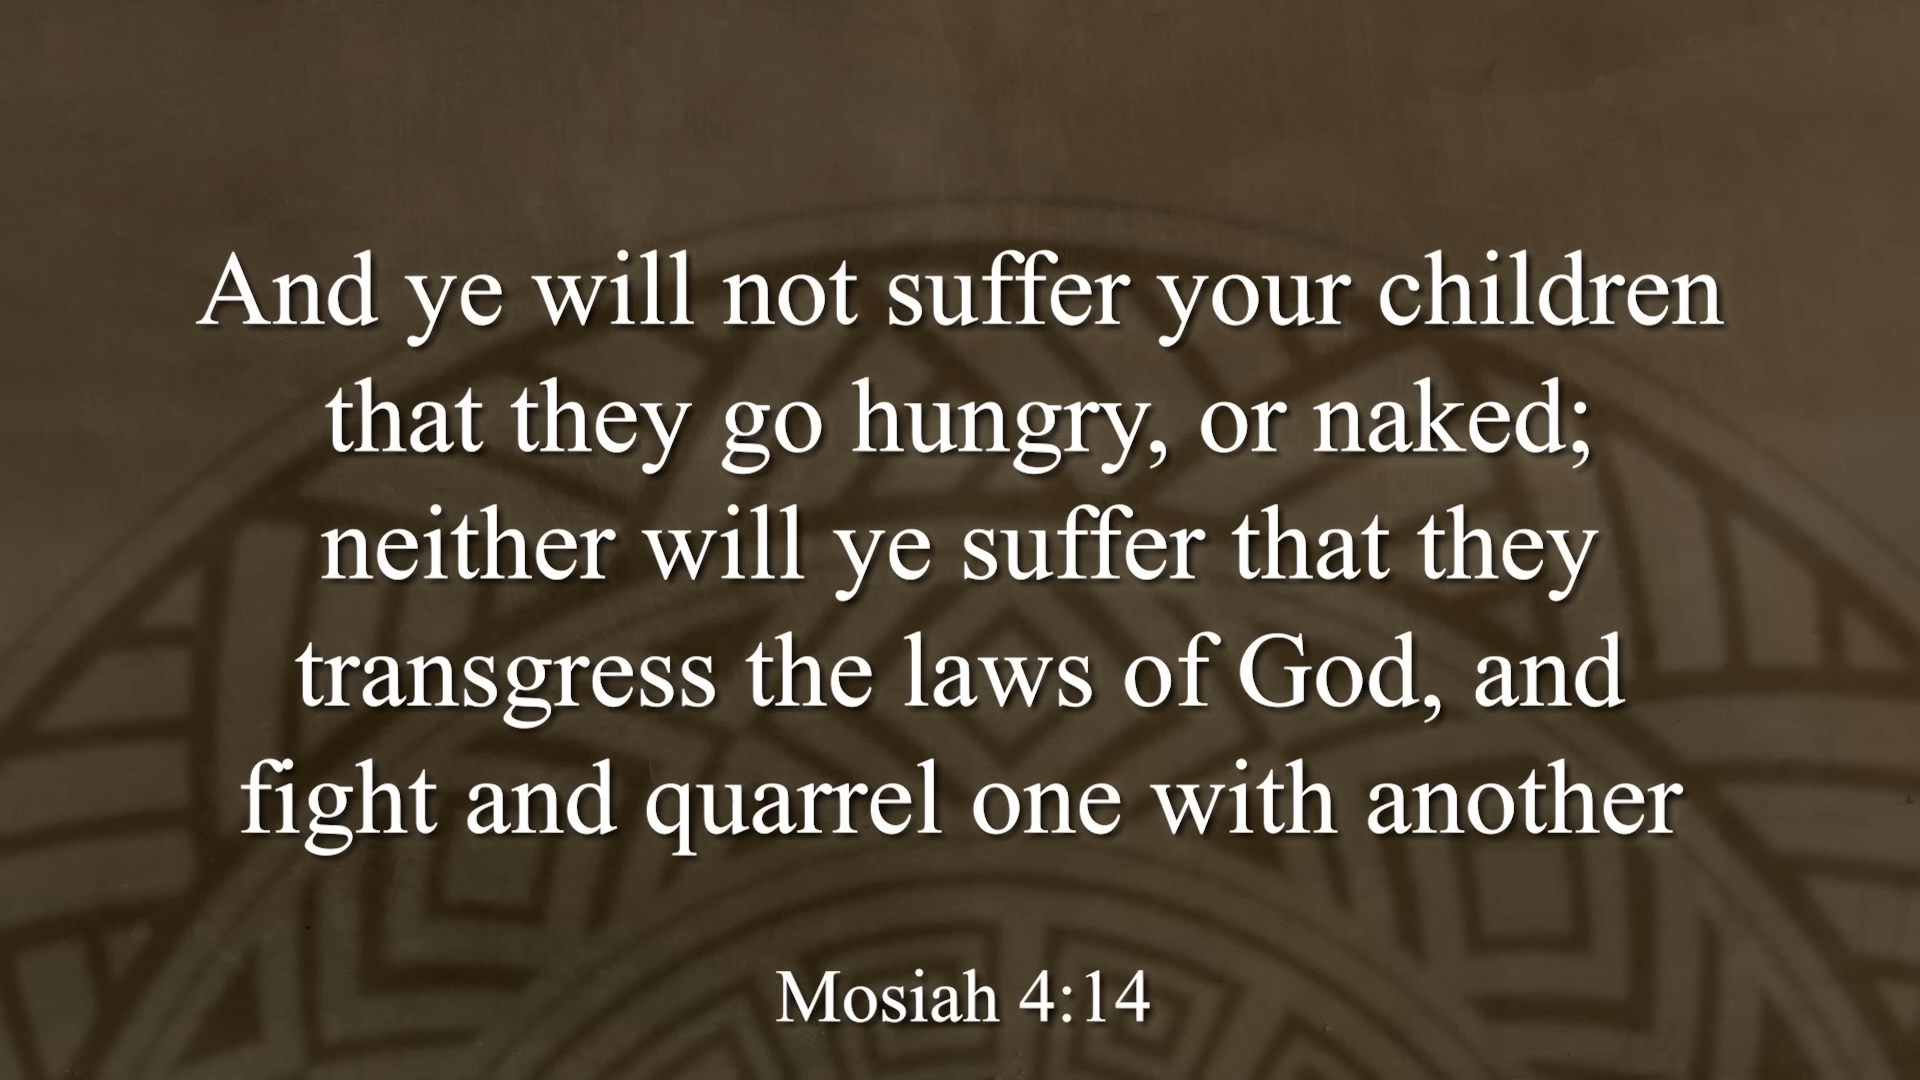 And ye will not suffer your children
that they go hungry, or naked;
neither will ye suffer that they
transgress the laws of God, and
fight and quarrel one with another
Mosiah 4:14